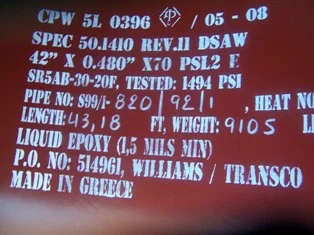 CPW 5L 0396 / 05 - 08
SPEC 50.1410 REV.11 DSAW
42" X 0.480" X70 PSL2 E
SR5AB-30-20F, TESTED: 1494 PSI
PIPE NO: S99/1-820/92/1, HEAT NO
LENGTH: 43,18 FT, WEIGHT: 9105
LIQUID EPOXY (1,5 MILS MIN)
P.O. NO: 514961, WILLIAMS / TRANSCO
MADE IN GREECE